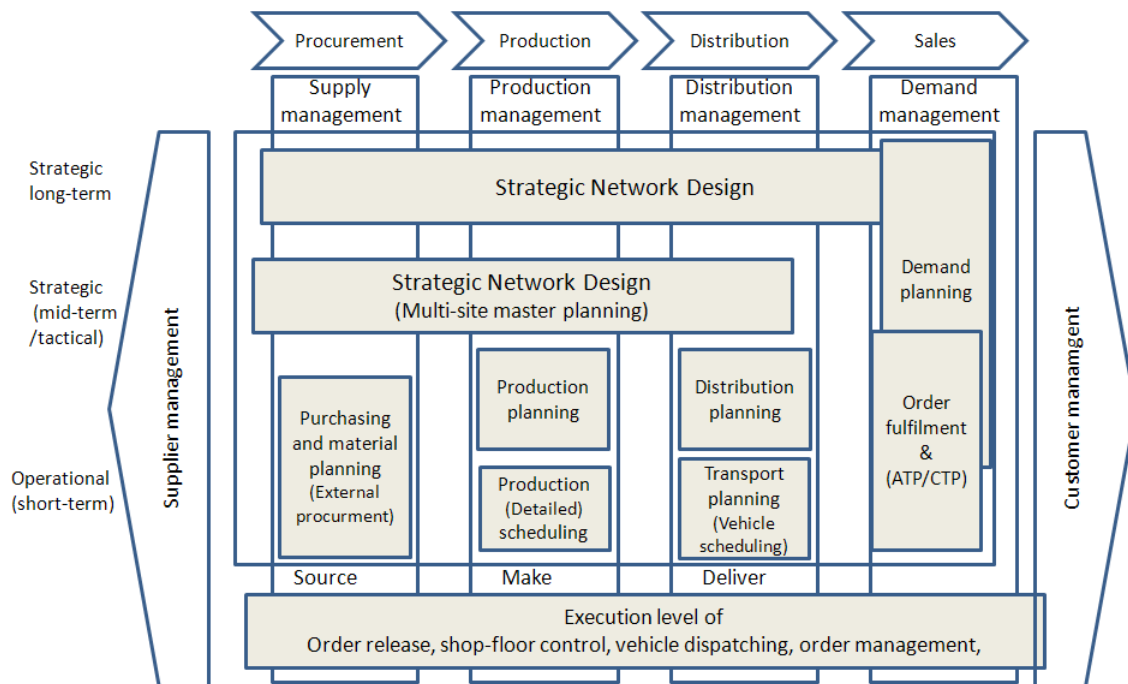 Procurement
Production
Distribution
Sales
Supply
management
Production
management
Distribution
management
Demand
management
Strategic
long-term
Strategic Network Design
Strategic
(mid-term
/tactical)
Strategic Network Design
(Multi-site master planning)
Demand
planning
Supplier management
Customer manamgent
Operational
(short-term)
Purchasing
and material
planning
(External
procurment)
Production
planning
Production
(Detailed)
scheduling
Distribution
planning
Transport
planning
(Vehicle
scheduling)
Order
fulfilment
&
(ATP/CTP)
Source
Make
Deliver
Execution level of
Order release, shop-floor control, vehicle dispatching, order management,